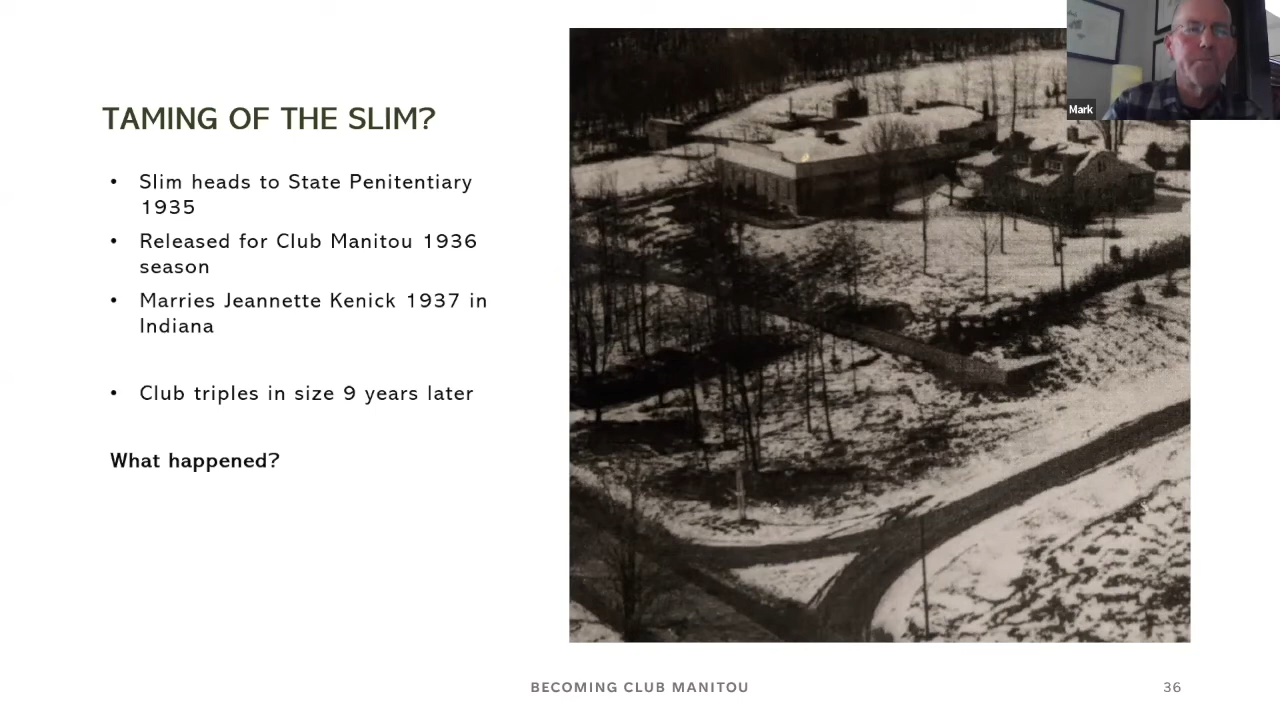 TAMING OF THE SLIM?
• Slim heads to State Penitentiary
1935
• Released for Club Manitou 1936
season
• Marries Jeannette Kenick 1937 in
Indiana
• Club triples in size 9 years later
What happened?
Mark
BECOMING CLUB MANITOU
36